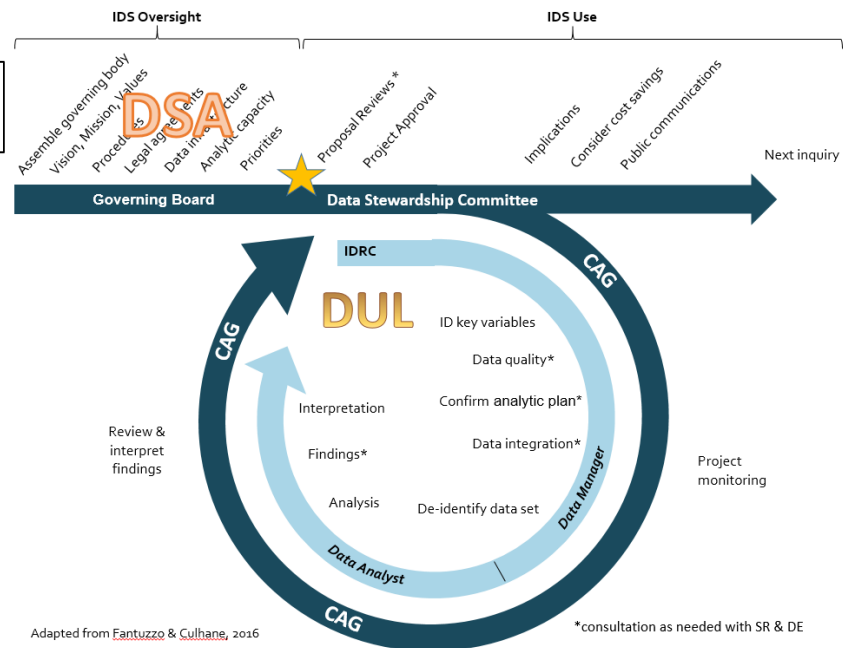 IDS Oversight
IDS Use
Assemble governing body
Vision, Mission, Values
Procedures
Legal agreements
Data infrastructure
Analytic capacity
Priorities
DSA
Proposal Reviews *
Project Approval
Implications
Consider cost savings
Public communications
Next inquiry
Governing Board
Data Stewardship Committee
IDRC
CAG
DUL
CAG
ID key variables
Data quality*
Confirm analytic plan*
Data integration*
De-identify data set
Data Manager
Project
monitoring
Interpretation
Findings*
Analysis
Data Analyst
Review &
interpret
findings
CAG
Adapted from Fantuzzo & Culhane, 2016
*consultation as needed with SR & DE